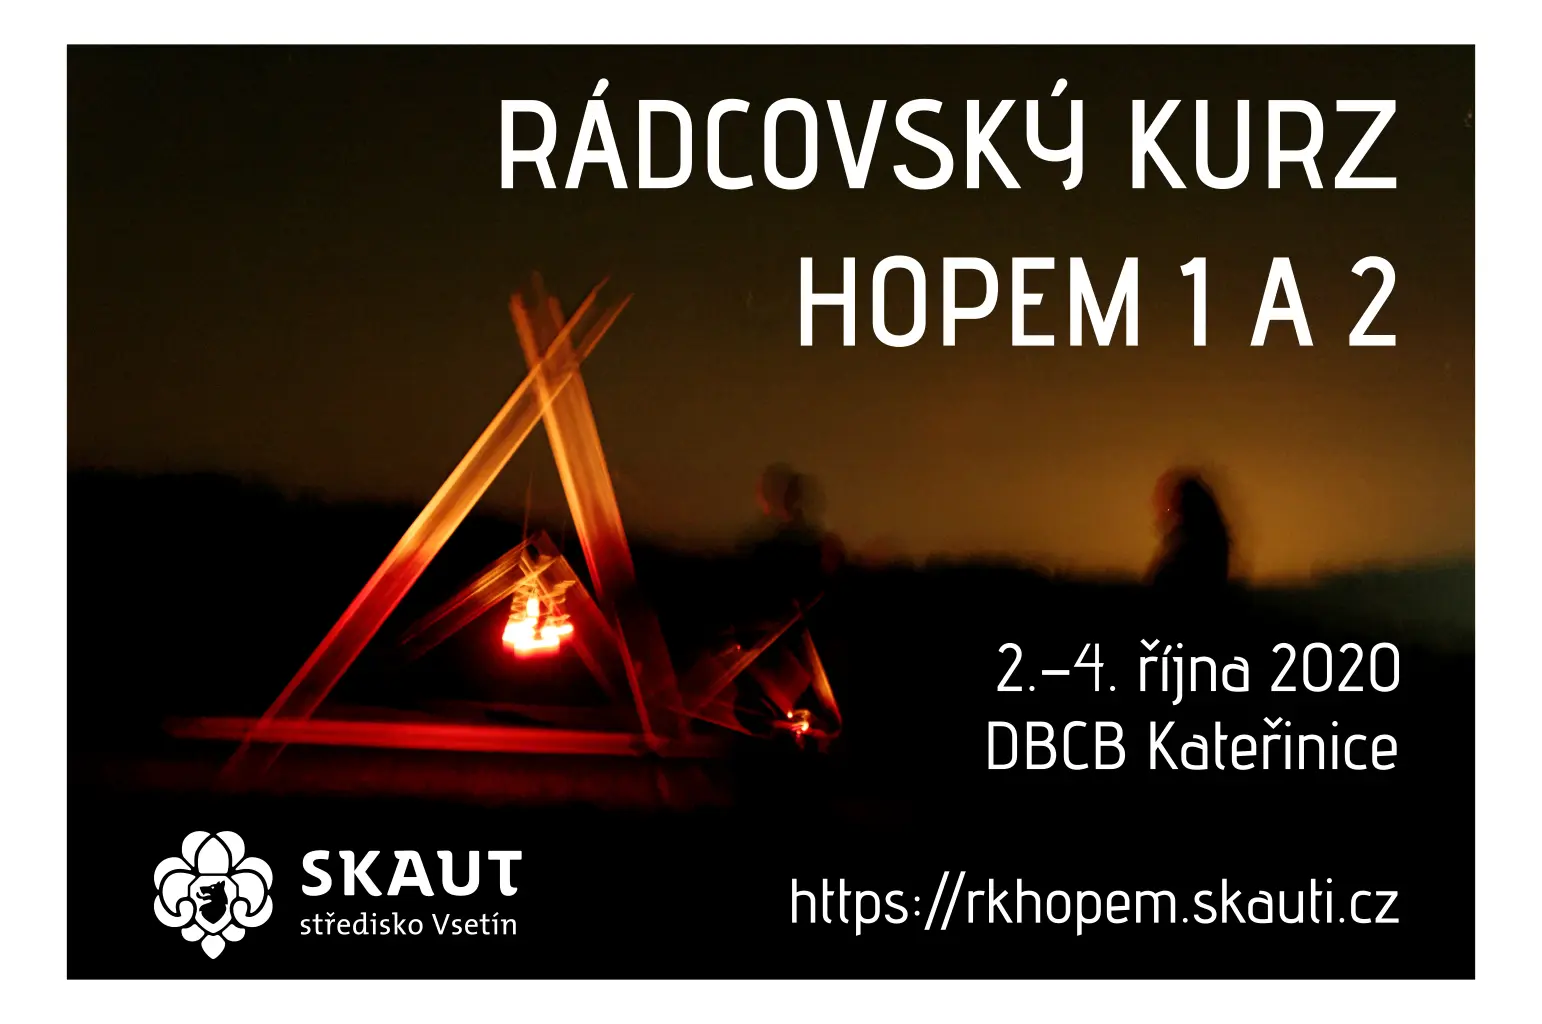 RÁDCOVSKÝ KURZ
HOPEM 1 A 2
2.–4. října 2020
DBCB Kateřinice
SKAUT
středisko Vsetín
https://rkhopem.skauti.cz